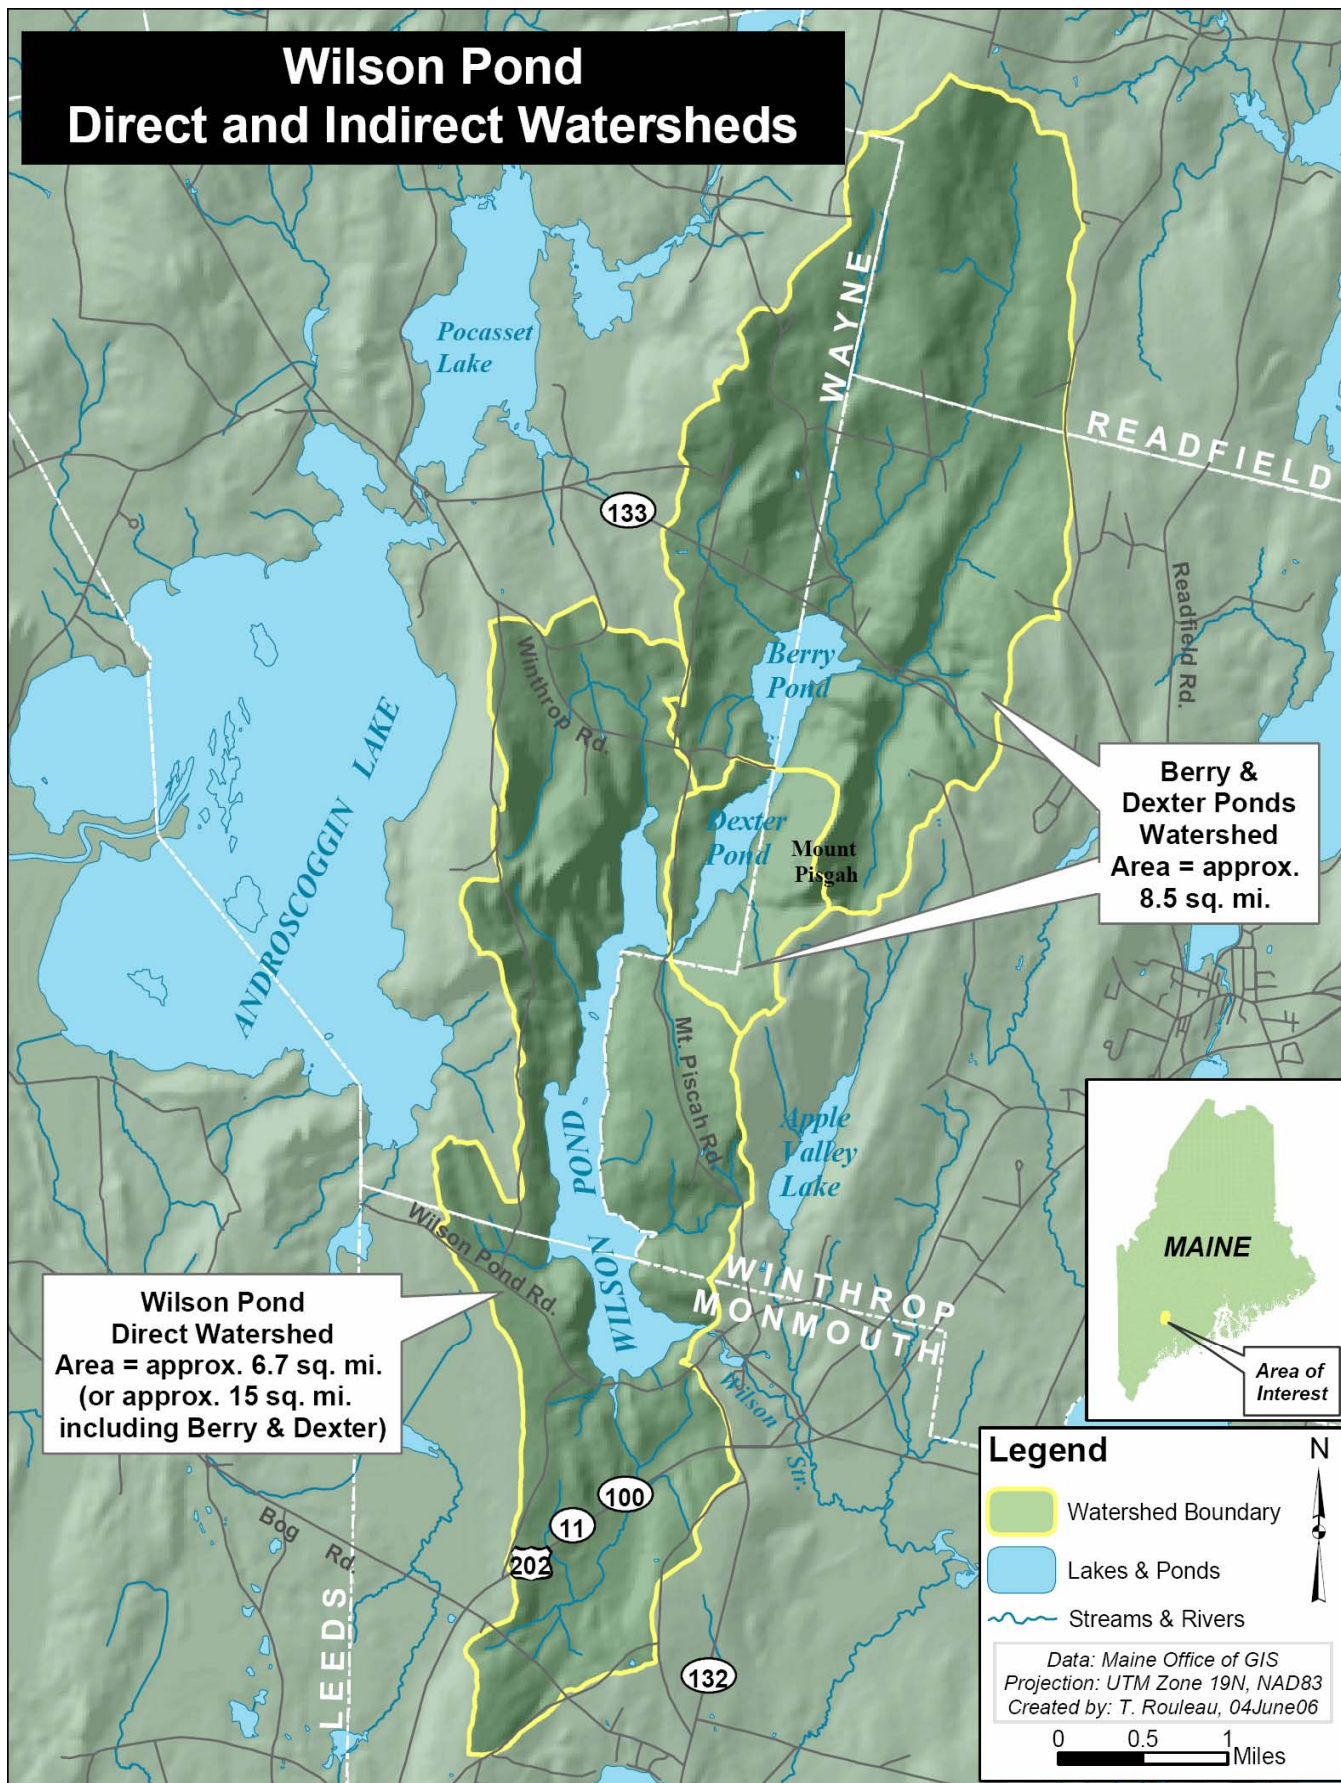 Wilson Pond
Direct and Indirect Watersheds
Pocasset
Lake
WAYNE
READFIELD
133
Readfield Rd.
Winthrop Rd.
Berry
Pond
ANDROSCOGGIN LAKE
Dexter
Pond
Mount
Pisgah
Berry &
Dexter Ponds
Watershed
Area = approx.
8.5 sq. mi.
Mt. Piscah Rd.
Apple
Valley
Lake
WILSON POND
Wilson Pond Rd.
WINTHROP
MONMOUTH
Wilson Str.
Wilson Pond
Direct Watershed
Area = approx. 6.7 sq. mi.
(or approx. 15 sq. mi.
including Berry & Dexter)
MAINE
Area of
Interest
100
11
202
Bog Rd.
LEEDS
132
Legend
N
Watershed Boundary
Lakes & Ponds
Streams & Rivers
Data: Maine Office of GIS
Projection: UTM Zone 19N, NAD83
Created by: T. Rouleau, 04June06
0 0.5 1
Miles